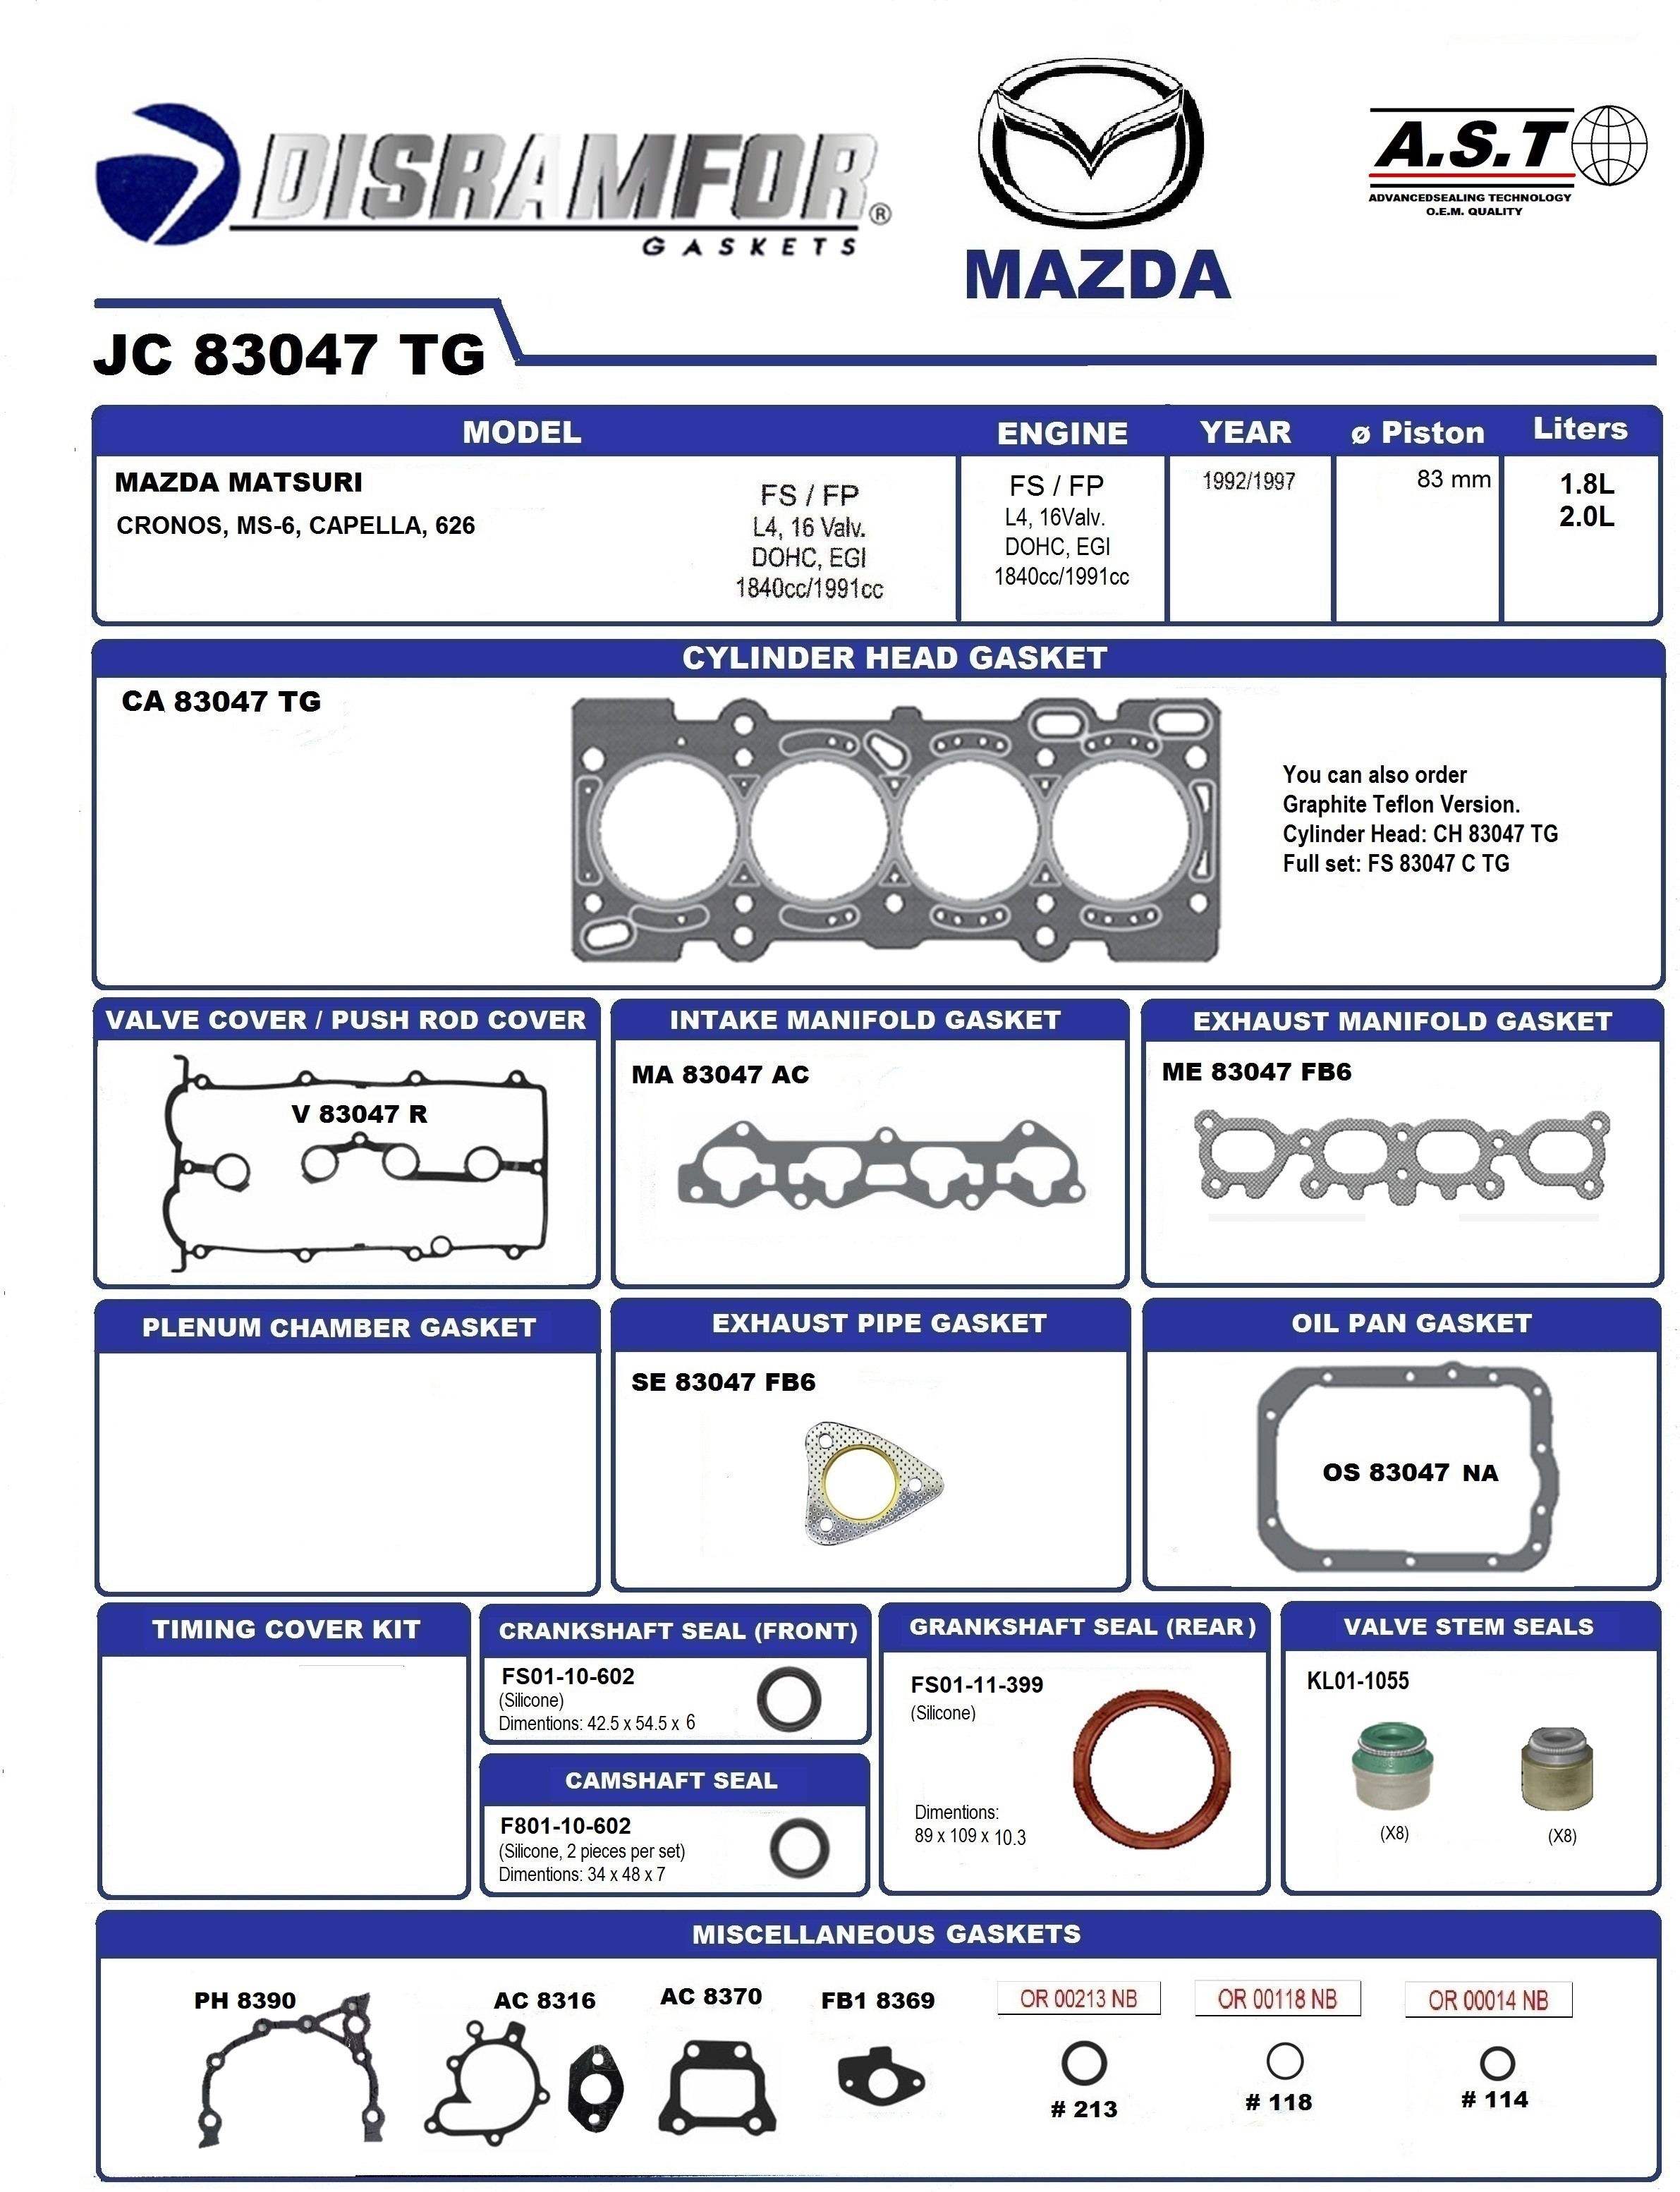 DISRAMFOR®
GASKETS
MAZDA
A.S.T
ADVANCEDSEALING TECHNOLOGY
O.E.M. QUALITY
JC 83047 TG
MODEL
ENGINE
YEAR
ø Piston
Liters
MAZDA MATSURI
CRONOS, MS-6, CAPELLA, 626
FS / FP
L4, 16 Valv.
DOHC, EGI
1840cc/1991cc
FS / FP
L4, 16Valv.
DOHC, EGI
1840cc/1991cc
1992/1997
83 mm
1.8L
2.0L
CYLINDER HEAD GASKET
CA 83047 TG
You can also order
Graphite Teflon Version.
Cylinder Head: CH 83047 TG
Full set: FS 83047 C TG
VALVE COVER / PUSH ROD COVER
V 83047 R
INTAKE MANIFOLD GASKET
MA 83047 AC
EXHAUST MANIFOLD GASKET
ME 83047 FB6
PLENUM CHAMBER GASKET
EXHAUST PIPE GASKET
SE 83047 FB6
OIL PAN GASKET
OS 83047 NA
TIMING COVER KIT
CRANKSHAFT SEAL (FRONT)
FS01-10-602
(Silicone)
Dimentions: 42.5 x 54.5 x 6
CAMSHAFT SEAL
F801-10-602
(Silicone, 2 pieces per set)
Dimentions: 34 x 48 x 7
GRANKSHAFT SEAL (REAR)
FS01-11-399
(Silicone)
Dimentions:
89 x 109 x 10.3
VALVE STEM SEALS
KL01-1055
(X8)
(X8)
MISCELLANEOUS GASKETS
PH 8390
AC 8316
AC 8370
FB1 8369
OR 00213 NB
OR 00118 NB
OR 00014 NB
# 213
# 118
# 114